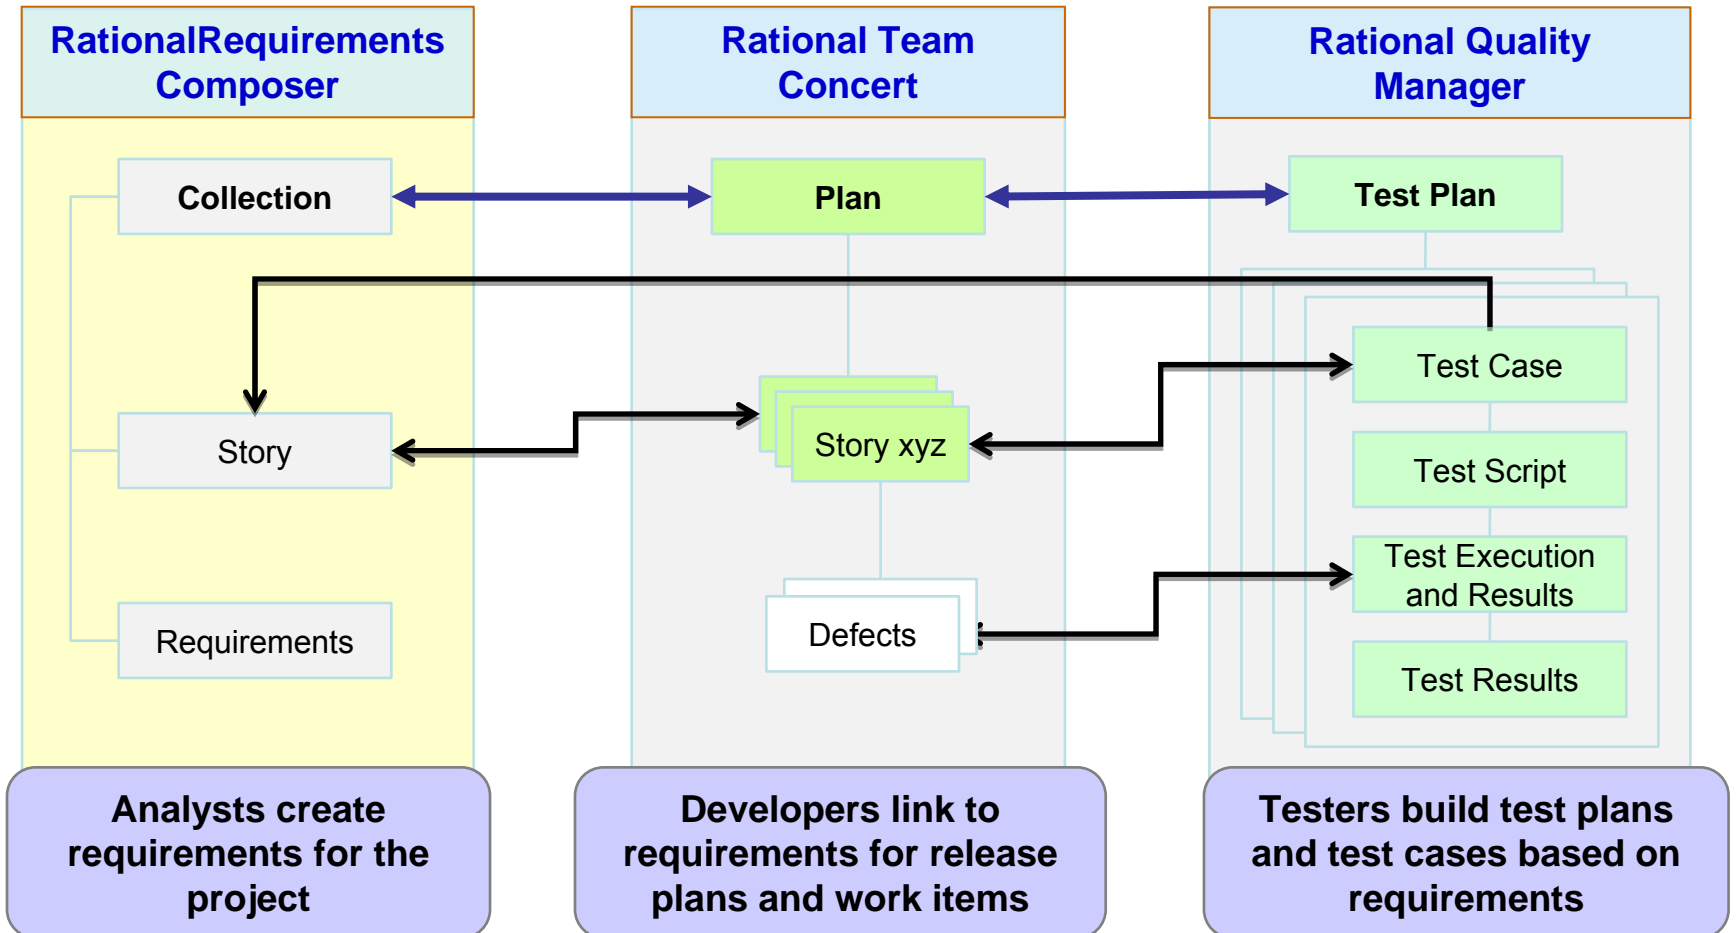 RationalRequirements
Composer
Rational Team
Concert
Rational Quality
Manager
Collection
Plan
Test Plan
Test Case
Story
Story xyz
Test Script
Test Execution
and Results
Requirements
Defects
Test Results
Analysts create
requirements for the
project
Developers link to
requirements for release
plans and work items
Testers build test plans
and test cases based on
requirements